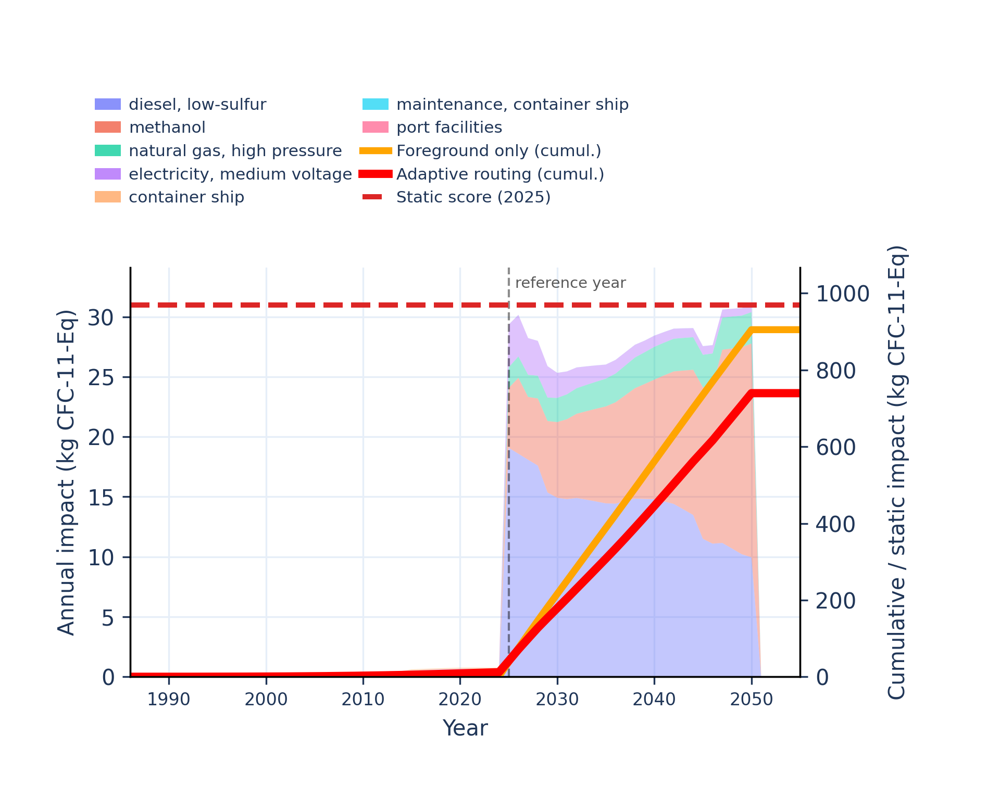 diesel, low-sulfur
methanol
natural gas, high pressure
electricity, medium voltage
container ship
maintenance, container ship
port facilities
Foreground only (cumul.)
Adaptive routing (cumul.)
Static score (2025)
reference year
Annual impact (kg CFC-11-Eq)
30
25
20
15
10
5
0
1000
800
600
400
200
0
Cumulative / static impact (kg CFC-11-Eq)
1990 2000 2010 2020 2030 2040 2050
Year